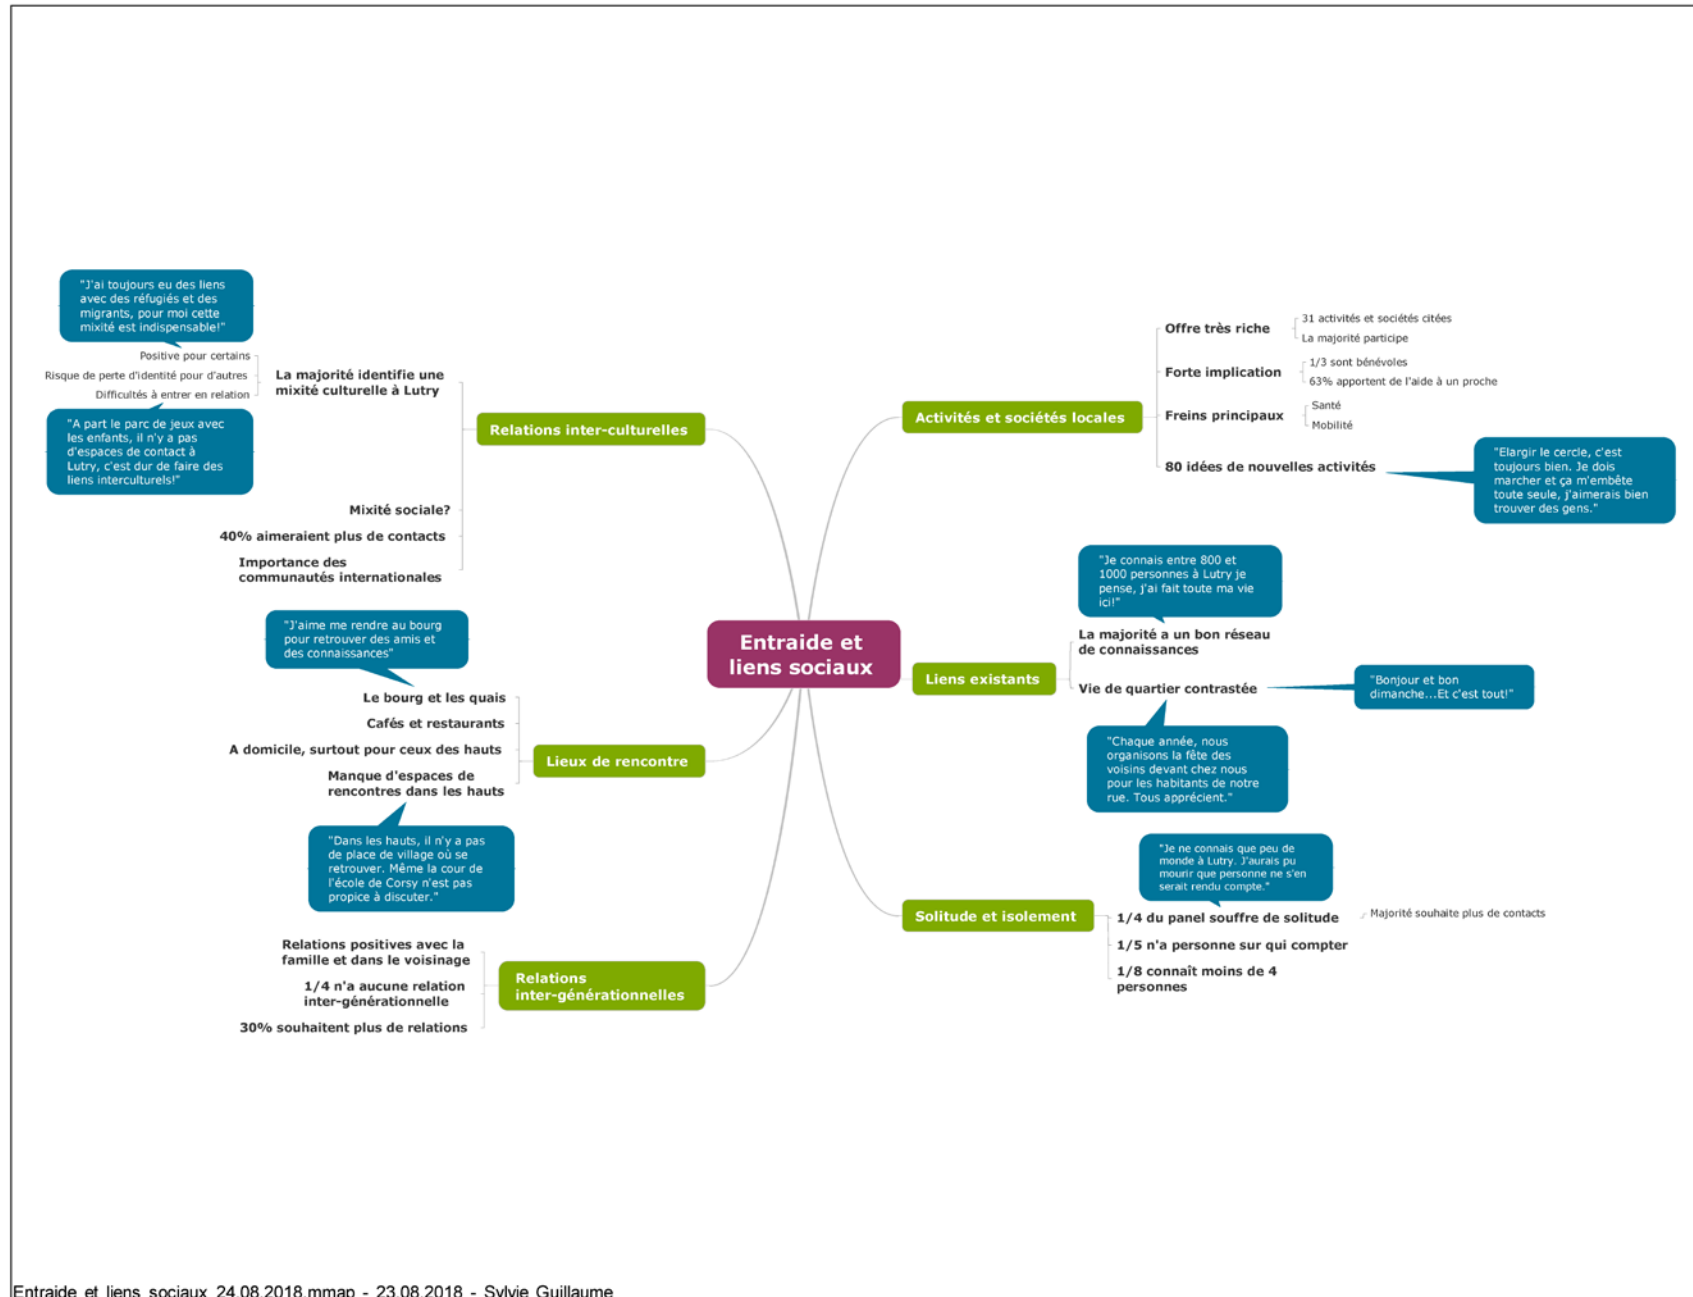 Entraide et
liens sociaux
Activités et sociétés locales
Offre très riche
31 activités et sociétés citées
La majorité participe
Forte implication
1/3 sont bénévoles
63% apportent de l'aide à un proche
Freins principaux
Santé
Mobilité
80 idées de nouvelles activités
"Elargir le cercle, c'est
toujours bien. Je dois
marcher et ça m'embête
toute seule, j'aimerais bien
trouver des gens."
Liens existants
"Je connais entre 800 et
1000 personnes à Lutry je
pense, j'ai fait toute ma vie
ici!"
La majorité a un bon réseau
de connaissances
Vie de quartier contrastée
"Bonjour et bon
dimanche...Et c'est tout!"
"Chaque année, nous
organisons la fête des
voisins devant chez nous
pour les habitants de notre
rue. Tous apprécient."
Solitude et isolement
"Je ne connais que peu de
monde à Lutry. J'aurais pu
mourir que personne ne s'en
serait rendu compte."
1/4 du panel souffre de solitude
Majorité souhaite plus de contacts
1/5 n'a personne sur qui compter
1/8 connaît moins de 4
personnes
Relations inter-culturelles
"J'ai toujours eu des liens
avec des réfugiés et des
migrants, pour moi cette
mixité est indispensable!"
Positive pour certains
Risque de perte d'identité pour d'autres
Difficultés à entrer en relation
La majorité identifie une
mixité culturelle à Lutry
"A part le parc de jeux avec
les enfants, il n'y a pas
d'espaces de contact à
Lutry, c'est dur de faire des
liens interculturels!"
Mixité sociale?
40% aimeraient plus de contacts
Importance des
communautés internationales
Lieux de rencontre
"J'aime me rendre au bourg
pour retrouver des amis et
des connaissances"
Le bourg et les quais
Cafés et restaurants
A domicile, surtout pour ceux des hauts
Manque d'espaces de
rencontres dans les hauts
"Dans les hauts, il n'y a pas
de place de village où se
retrouver. Même la cour de
l'école de Corsy n'est pas
propice à discuter."
Relations
inter-générationnelles
Relations positives avec la
famille et dans le voisinage
1/4 n'a aucune relation
inter-générationnelle
30% souhaitent plus de relations
Entraide et liens sociaux 24.08.2018.mmap - 23.08.2018 - Sylvie Guillaume